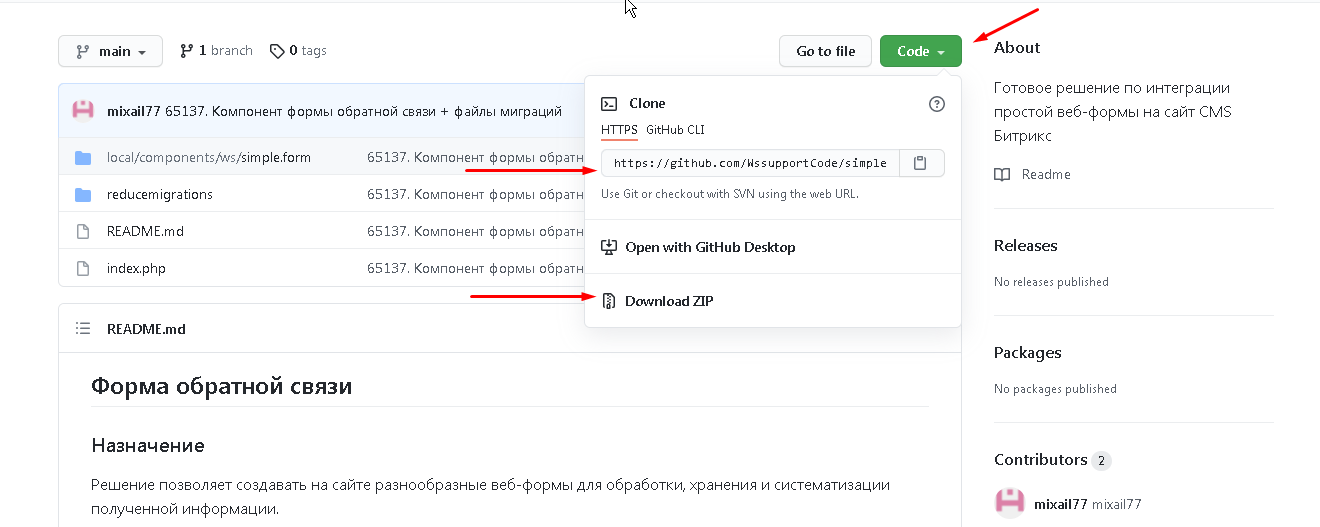 main
1 branch
0 tags
Go to file
Code
mixail77 65137. Компонент формы обратной связи + файлы миграций
local/components/ws/simple.form 65137. Компонент формы обратн
reducemigrations 65137. Компонент формы обратн
README.md 65137. Компонент формы обратн
index.php 65137. Компонент формы обратн
Clone
HTTPS GitHub CLI
https://github.com/WssupportCode/simple
Use Git or checkout with SVN using the web URL.
Open with GitHub Desktop
Download ZIP
README.md
Форма обратной связи
Назначение
Решение позволяет создавать на сайте разнообразные веб-формы для обработки, хранения и систематизации
полученной информации.
About
Готовое решение по интеграции
простой веб-формы на сайт CMS
Битрикс
Readme
Releases
No releases published
Packages
No packages published
Contributors 2
mixail77 mixail77